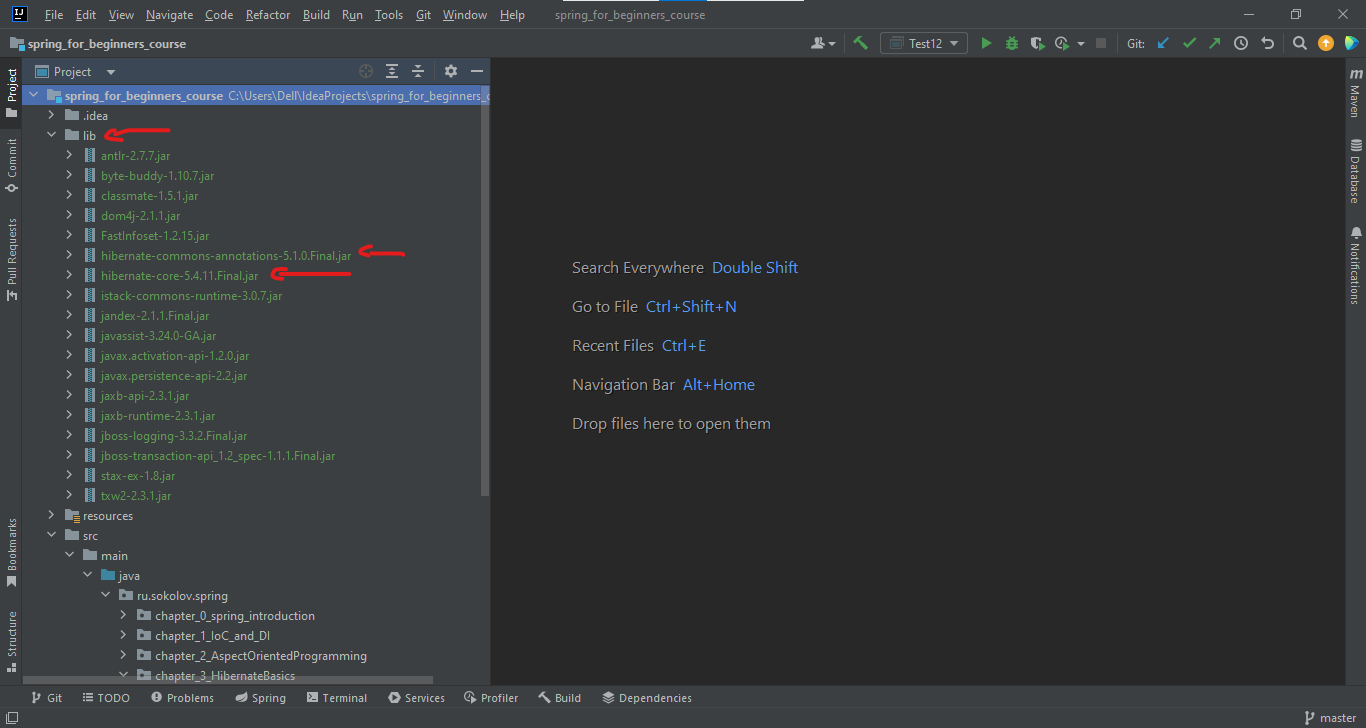 File Edit View Navigate Code Refactor Build Run Tools Git Window Help spring_for_beginners_course
spring_for_beginners_course Test12 Git:
Project
spring_for_beginners_course C:\Users\Dell\IdeaProjects\spring_for_beginners_c
.idea
lib
antlr-2.7.7.jar
byte-buddy-1.10.7.jar
classmate-1.5.1.jar
dom4j-2.1.1.jar
FastInfoset-1.2.15.jar
hibernate-commons-annotations-5.1.0.Final.jar
hibernate-core-5.4.11.Final.jar
istack-commons-runtime-3.0.7.jar
jandex-2.1.1.Final.jar
javassist-3.24.0-GA.jar
javax.activation-api-1.2.0.jar
javax.persistence-api-2.2.jar
jaxb-api-2.3.1.jar
jaxb-runtime-2.3.1.jar
jboss-logging-3.3.2.Final.jar
jboss-transaction-api_1.2_spec-1.1.1.Final.jar
stax-ex-1.8.jar
txw2-2.3.1.jar
resources
src
main
java
ru.sokolov.spring
chapter_0_spring_introduction
chapter_1_IoC_and_DI
chapter_2_AspectOrientedProgramming
chapter_3_HibernateBasics
Project
Commit
Pull Requests
Bookmarks
Structure
Search Everywhere Double Shift
Go to File Ctrl+Shift+N
Recent Files Ctrl+E
Navigation Bar Alt+Home
Drop files here to open them
m
Maven
Database
Notifications
Git TODO Problems Spring Terminal Services Profiler Build Dependencies
master